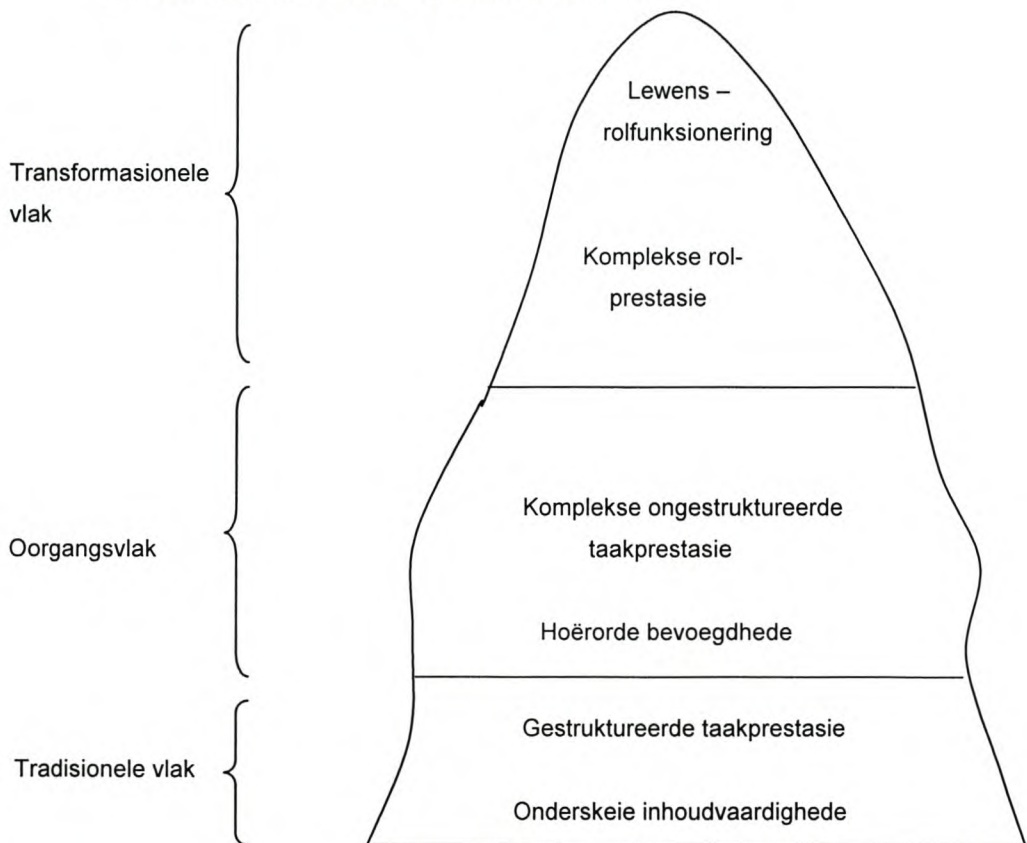 Lewens –
rolfunksionering
Transformasionele
vlak
Komplekse rol-
prestasie
Komplekse ongestruktureerde
taakprestasie
Oorgangsvlak
Hoërorde bevoegdhede
Gestruktureerde taakprestasie
Tradisionele vlak
Onderskeie inhoudvaardighede